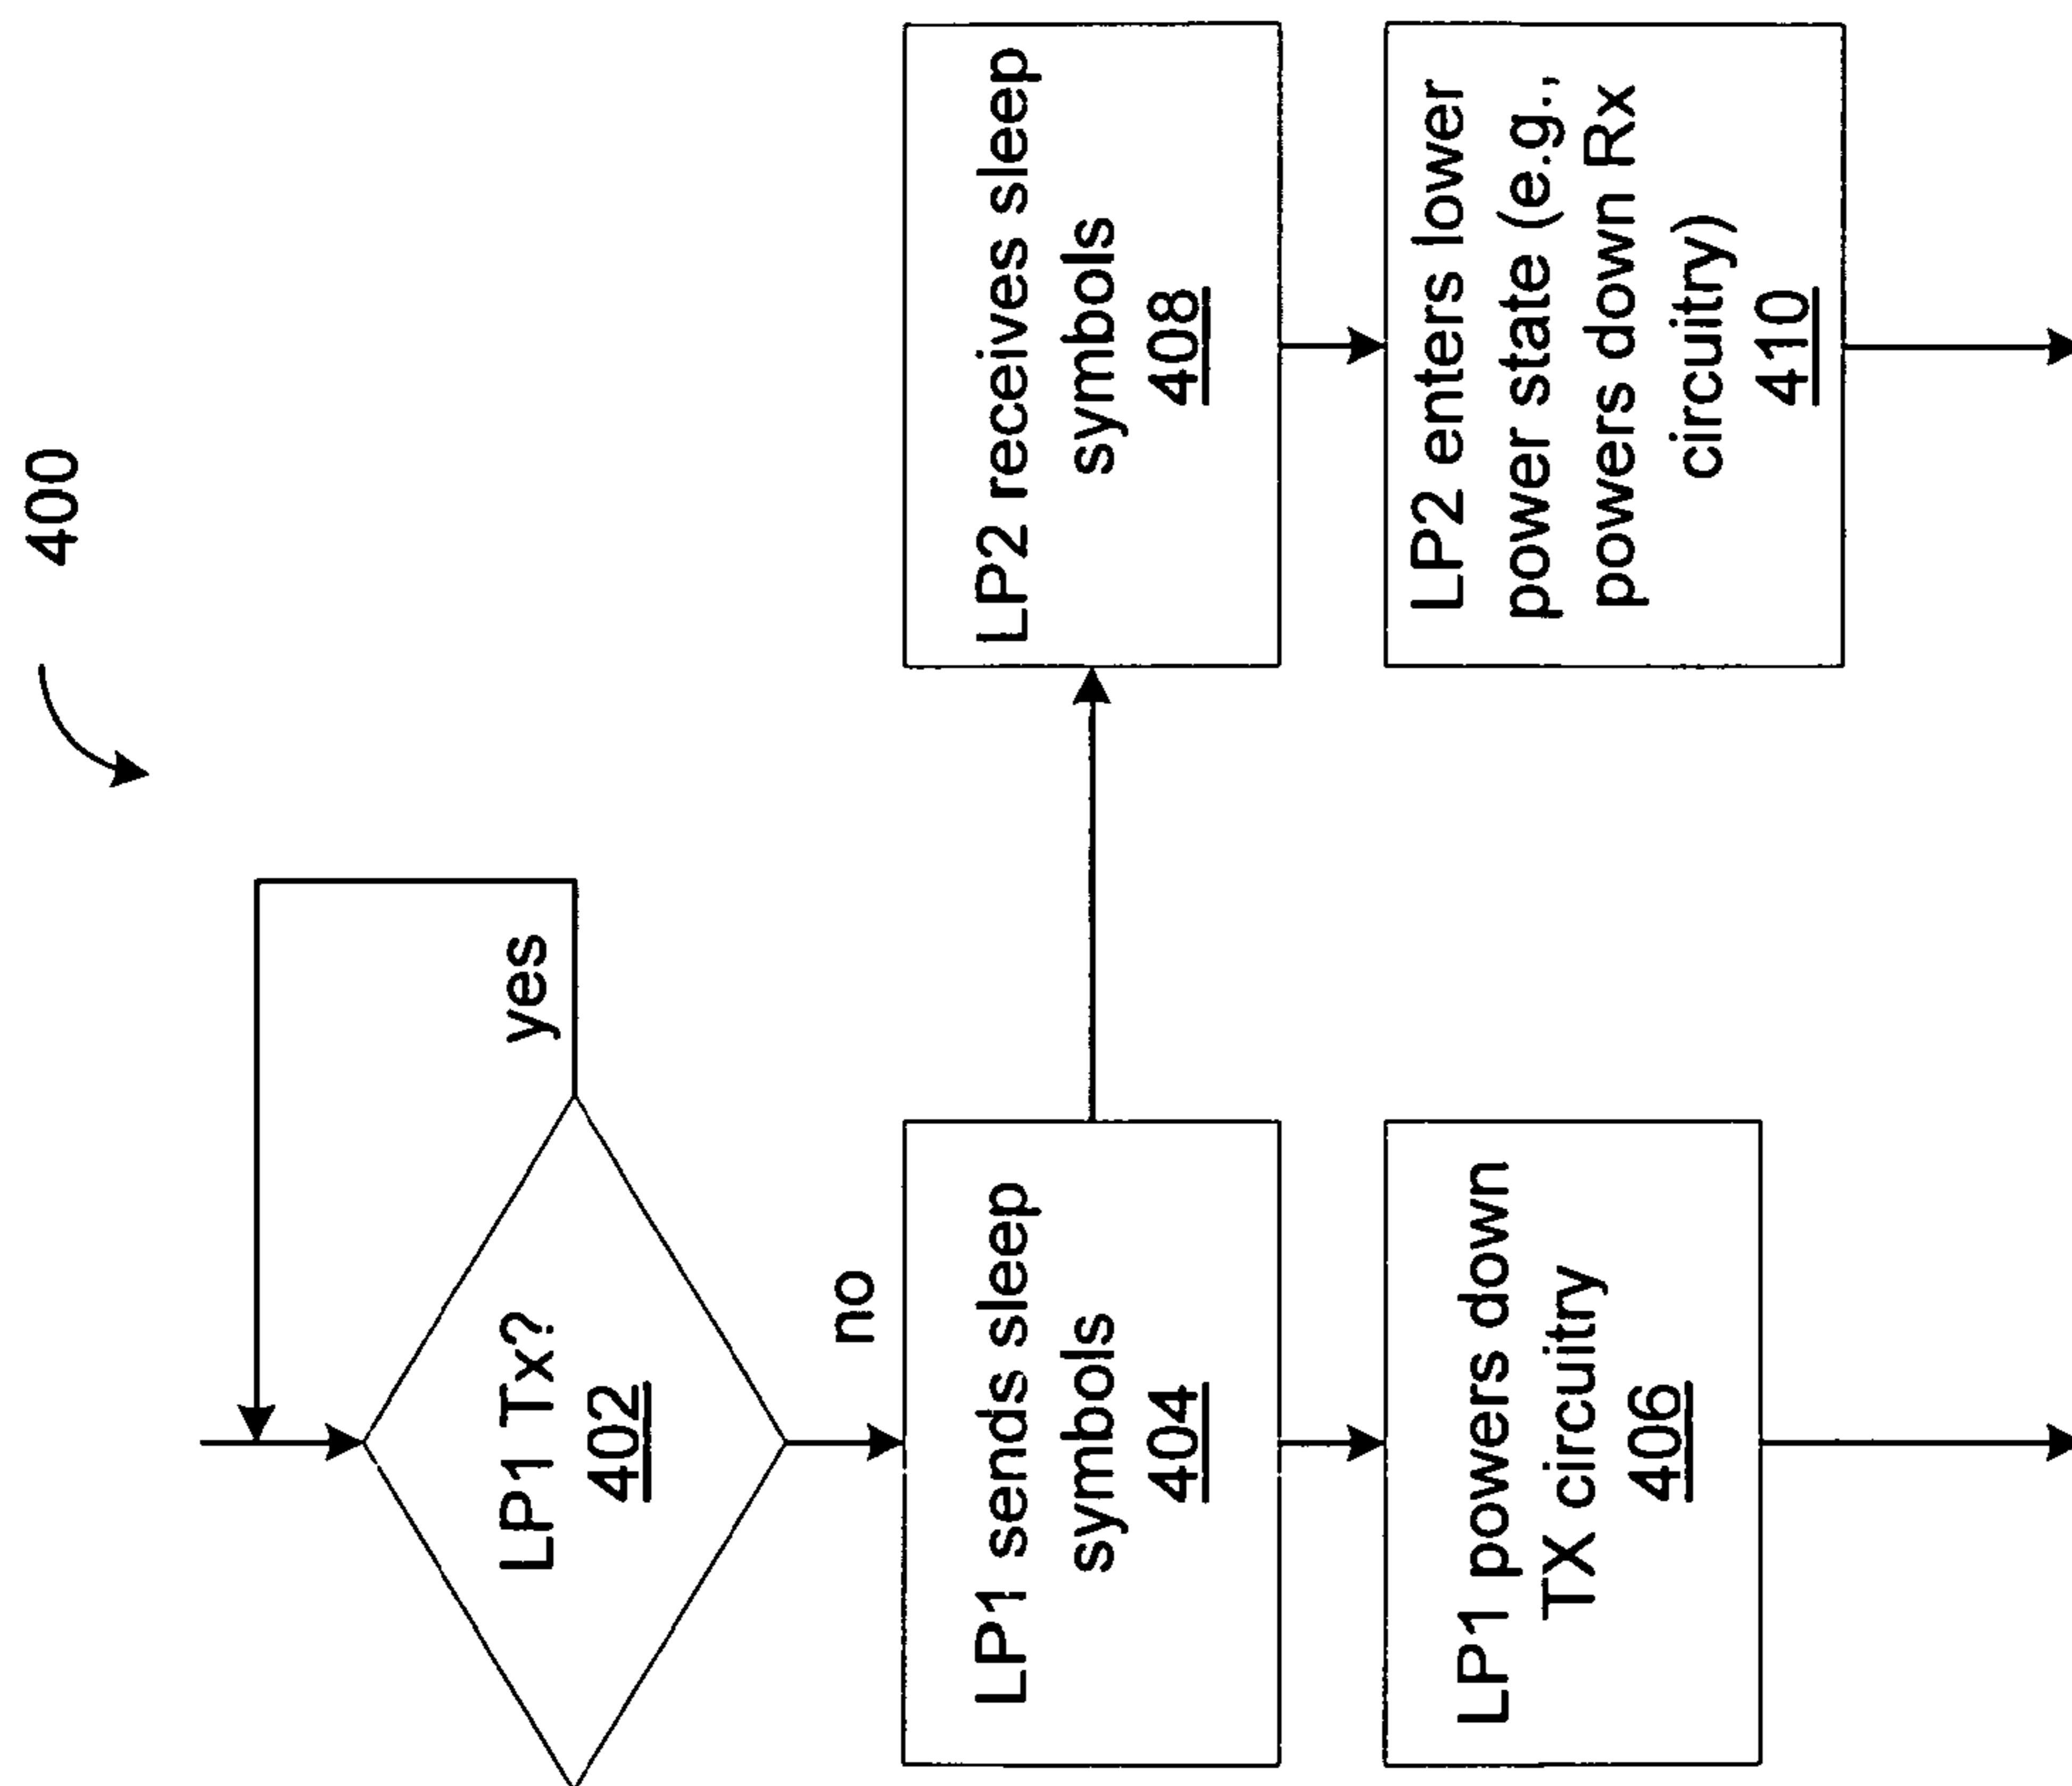 400
LP1 Tx?
402
yes
no
LP1 sends sleep
symbols
404
LP1 powers down
TX circuitry
406
LP2 receives sleep
symbols
408
LP2 enters lower
power state (e.g.,
powers down Rx
circuitry)
410